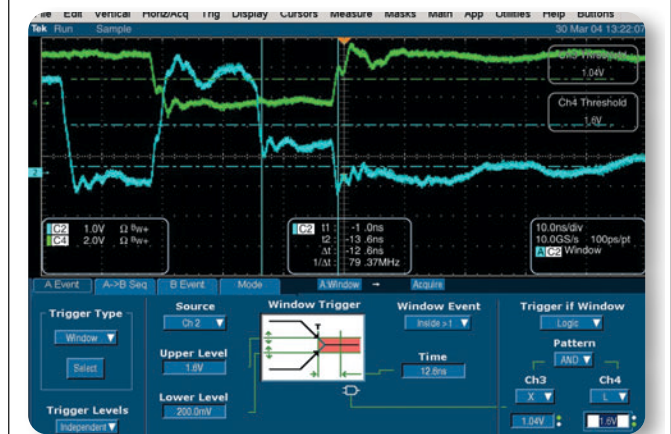 File Edit Vertical Horiz/Acq Trig Display Cursors Measure Masks Math App Utilities Help Buttons
Tek Run Sample 30 Mar 04 13:22:07
Ch3 Threshold
1.04V
Ch4 Threshold
1.6V
4
2
C2 1.0V Ω BW+
C4 2.0V Ω BW+
C2 t1 : -1.0ns
t2 : -13.6ns
Δt : -12.6ns
1/Δt : 79.37MHz
10.0ns/div
10.0GS/s 100ps/pt
A C2 Window
A Event A->B Seq B Event Mode A:Window → Acquire
Trigger Type
Window
Select
Trigger Levels
Independent
Source
Ch 2
Upper Level
1.6V
Lower Level
200.0mV
Window Trigger
T
Window Event
Inside >t
Time
12.6ns
Trigger if Window
Logic
Pattern
AND
Ch3 Ch4
X L
1.04V 1.6V